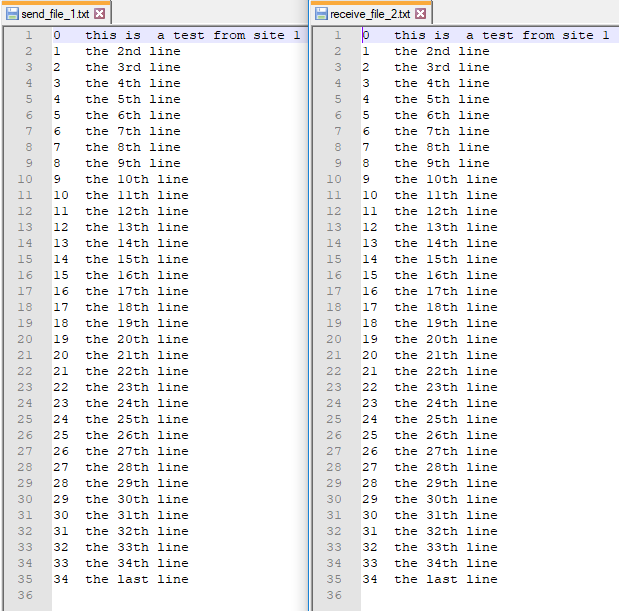 send_file_1.txt
1 0 this is  a test from site 1
2 1 the 2nd line
3 2 the 3rd line
4 3 the 4th line
5 4 the 5th line
6 5 the 6th line
7 6 the 7th line
8 7 the 8th line
9 8 the 9th line
10 9 the 10th line
11 10 the 11th line
12 11 the 12th line
13 12 the 13th line
14 13 the 14th line
15 14 the 15th line
16 15 the 16th line
17 16 the 17th line
18 17 the 18th line
19 18 the 19th line
20 19 the 20th line
21 20 the 21th line
22 21 the 22th line
23 22 the 23th line
24 23 the 24th line
25 24 the 25th line
26 25 the 26th line
27 26 the 27th line
28 27 the 28th line
29 28 the 29th line
30 29 the 30th line
31 30 the 31th line
32 31 the 32th line
33 32 the 33th line
34 33 the 34th line
35 34 the last line
36
receive_file_2.txt
1 0 this is  a test from site 1
2 1 the 2nd line
3 2 the 3rd line
4 3 the 4th line
5 4 the 5th line
6 5 the 6th line
7 6 the 7th line
8 7 the 8th line
9 8 the 9th line
10 9 the 10th line
11 10 the 11th line
12 11 the 12th line
13 12 the 13th line
14 13 the 14th line
15 14 the 15th line
16 15 the 16th line
17 16 the 17th line
18 17 the 18th line
19 18 the 19th line
20 19 the 20th line
21 20 the 21th line
22 21 the 22th line
23 22 the 23th line
24 23 the 24th line
25 24 the 25th line
26 25 the 26th line
27 26 the 27th line
28 27 the 28th line
29 28 the 29th line
30 29 the 30th line
31 30 the 31th line
32 31 the 32th line
33 32 the 33th line
34 33 the 34th line
35 34 the last line
36